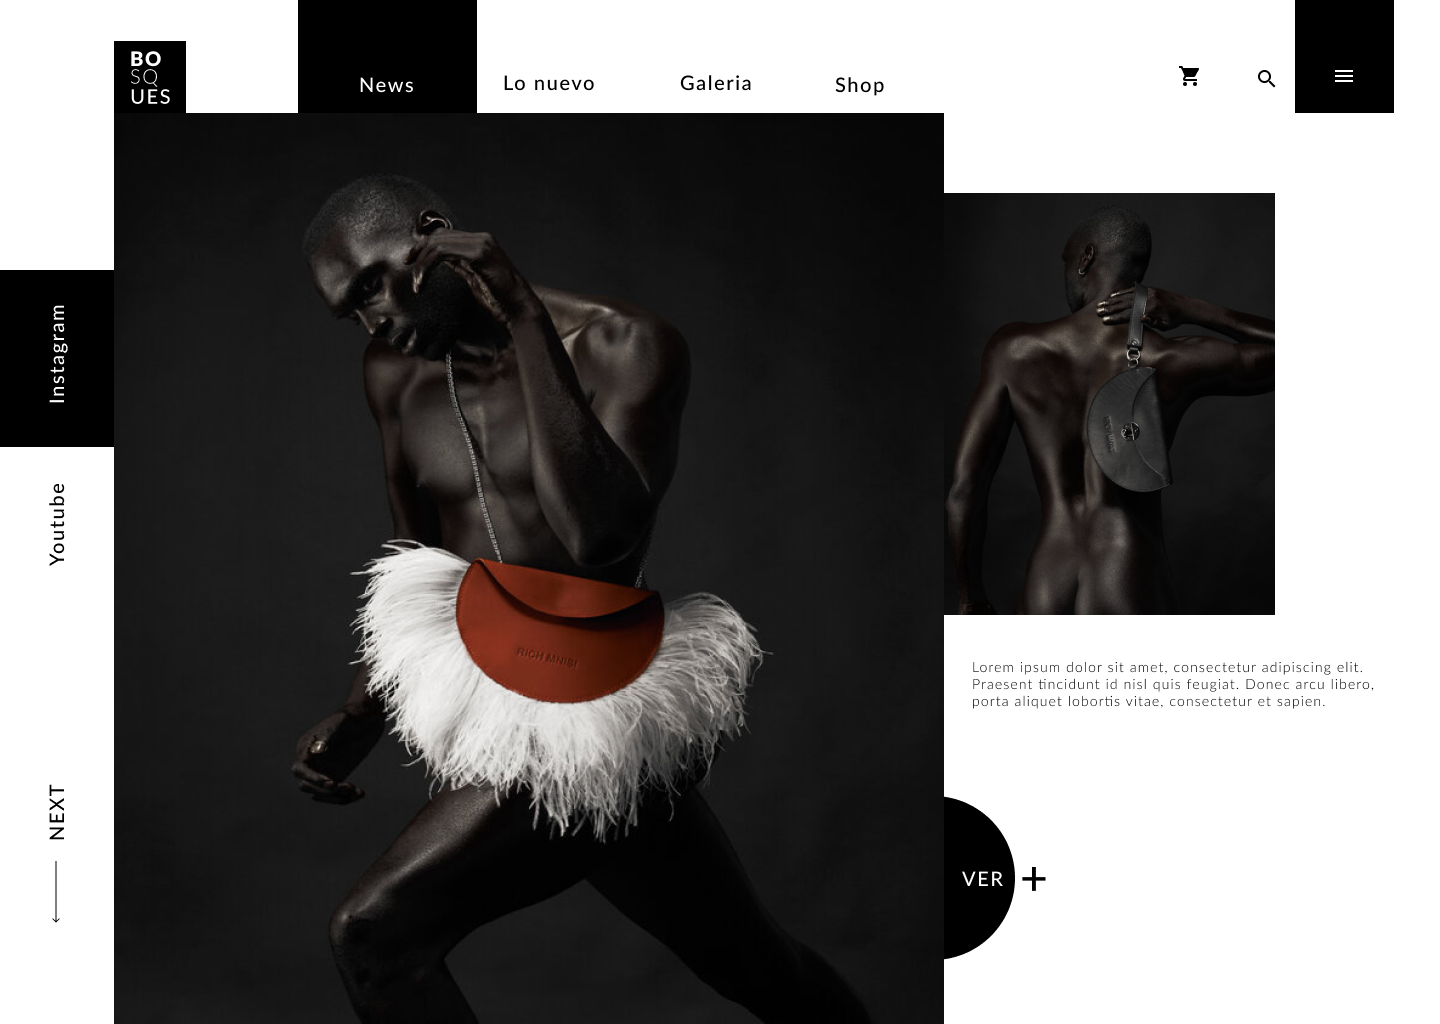 BO
SQ
UES
News
Lo nuevo
Galeria
Shop
Instagram
Youtube
NEXT
RICH MNISI
Lorem ipsum dolor sit amet, consectetur adipiscing elit.
Praesent tincidunt id nisl quis feugiat. Donec arcu libero,
porta aliquet lobortis vitae, consectetur et sapien.
VER +